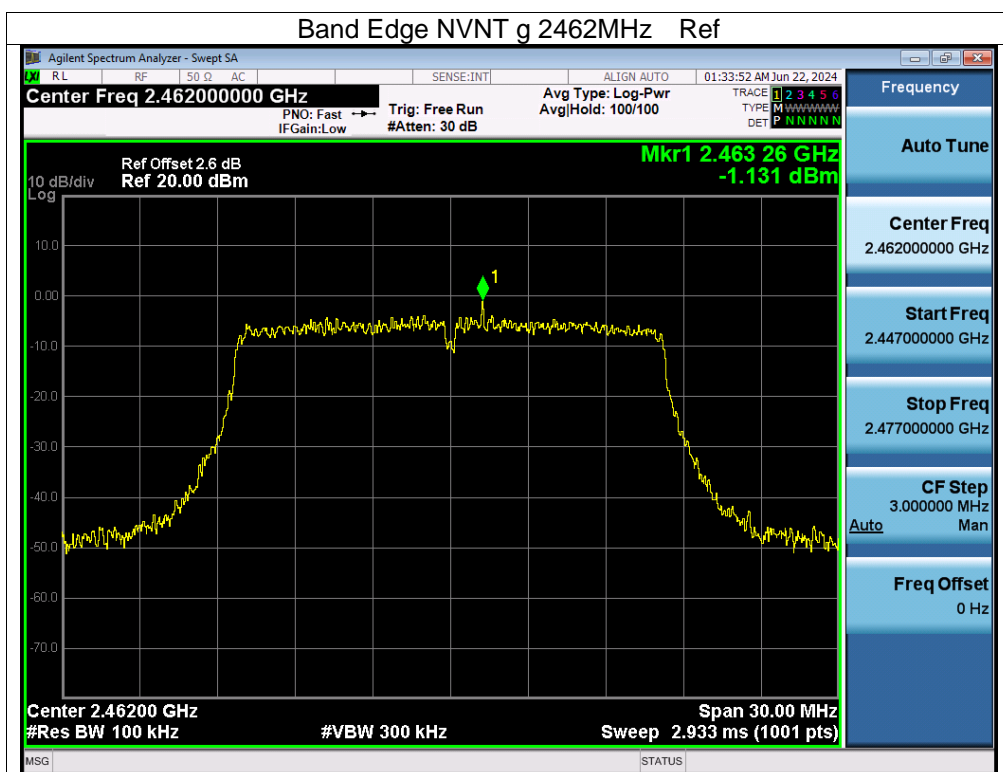 Band Edge NVNT g 2462MHz Ref
Agilent Spectrum Analyzer - Swept SA
LXI RL RF 50 Ω AC SENSE:INT ALIGN AUTO 01:33:52 AM Jun 22, 2024
Center Freq 2.462000000 GHz
PNO: Fast
IFGain:Low
Trig: Free Run
#Atten: 30 dB
Avg Type: Log-Pwr
Avg|Hold: 100/100
TRACE 1 2 3 4 5 6
TYPE M WWWWW
DET P N N N N N
Mkr1 2.463 26 GHz
-1.131 dBm
Ref Offset 2.6 dB
10 dB/div Ref 20.00 dBm
Log
10.0
0.00
-10.0
-20.0
-30.0
-40.0
-50.0
-60.0
-70.0
1
Center 2.46200 GHz Span 30.00 MHz
#Res BW 100 kHz #VBW 300 kHz Sweep 2.933 ms (1001 pts)
MSG STATUS
Frequency
Auto Tune
Center Freq
2.462000000 GHz
Start Freq
2.447000000 GHz
Stop Freq
2.477000000 GHz
CF Step
3.000000 MHz
Auto Man
Freq Offset
0 Hz